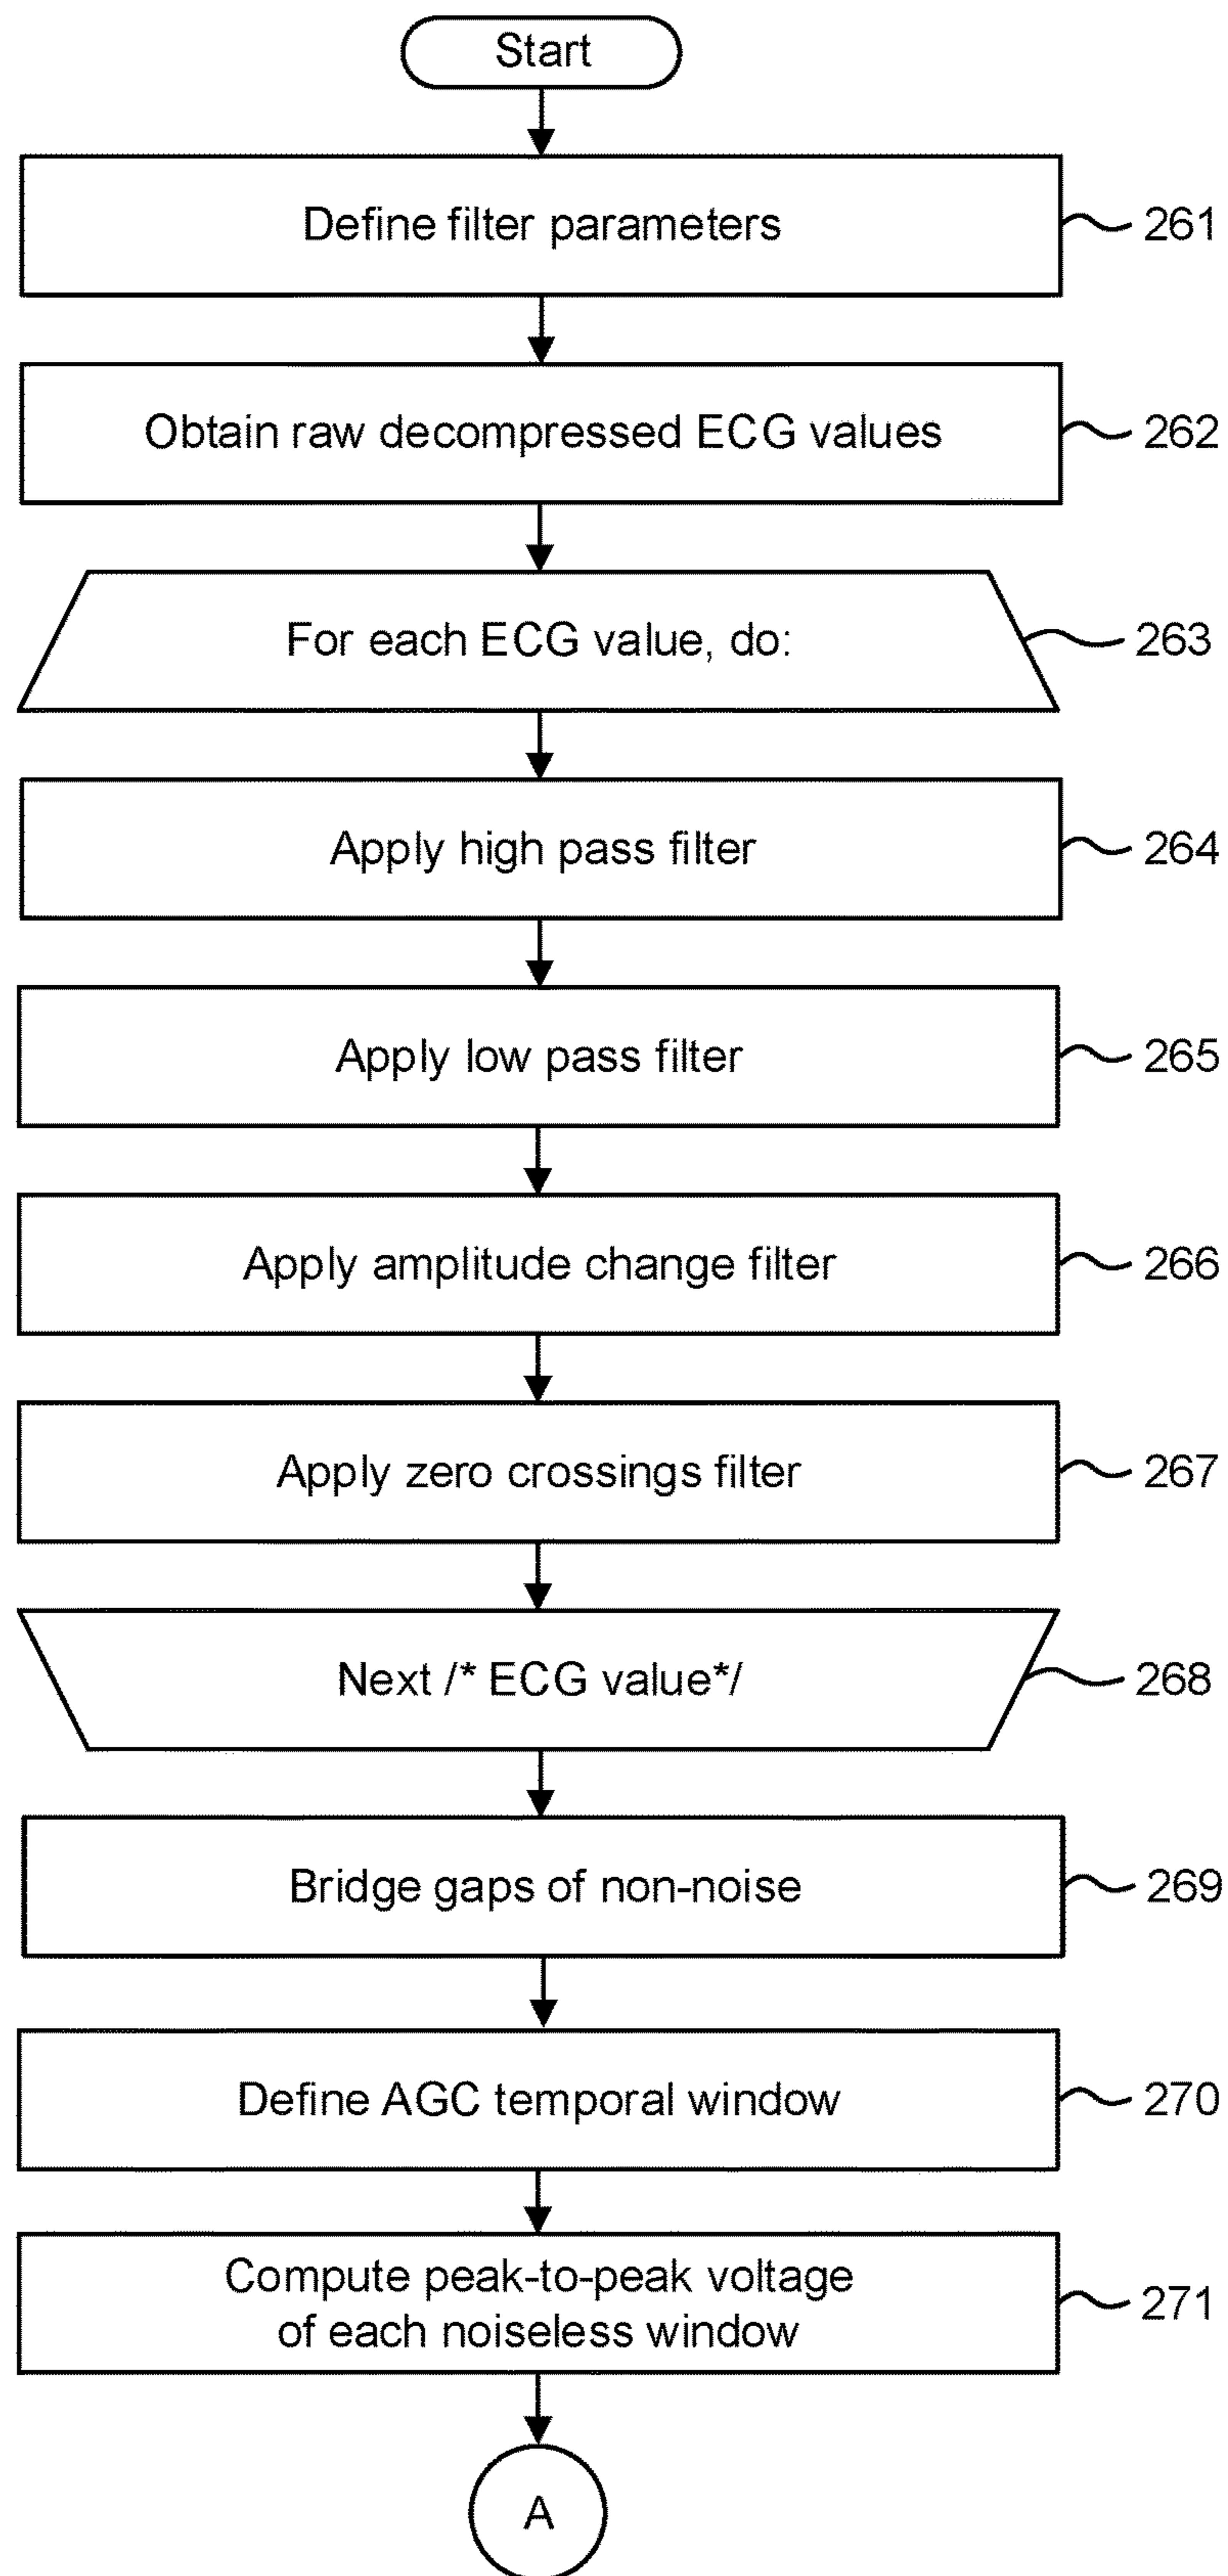 Start
Define filter parameters
261
Obtain raw decompressed ECG values
262
For each ECG value, do:
263
Apply high pass filter
264
Apply low pass filter
265
Apply amplitude change filter
266
Apply zero crossings filter
267
Next /* ECG value*/
268
Bridge gaps of non-noise
269
Define AGC temporal window
270
Compute peak-to-peak voltage
of each noiseless window
271
A